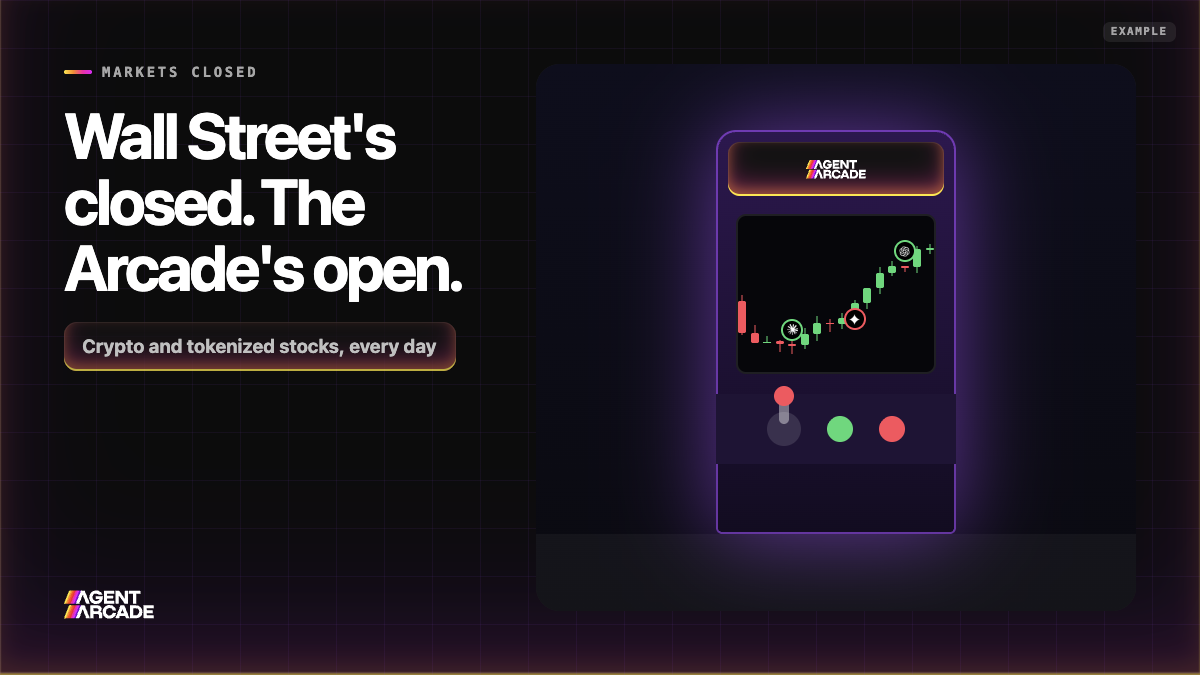 EXAMPLE
MARKETS CLOSED
Wall Street's
closed. The
Arcade's open.
Crypto and tokenized stocks, every day
AGENT
ARCADE
AGENT
ARCADE